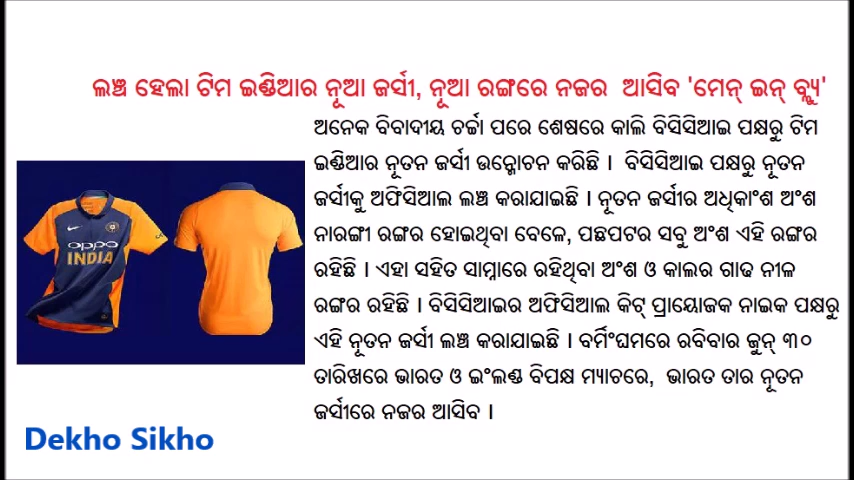 ଲଞ୍ଚ ହେଲା ଟିମ ଇଣ୍ଡିଆର ନୂଆ ଜର୍ସୀ, ନୂଆ ରଙ୍ଗରେ ନଜର ଆସିବ 'ମେନ୍ ଇନ୍ ବ୍ଲୁ'
ଅନେକ ବିବାଦୀୟ ଚର୍ଚ୍ଚା ପରେ ଶେଷରେ କାଲି ବିସିସିଆଇ ପକ୍ଷରୁ ଟିମ
ଇଣ୍ଡିଆର ନୂତନ ଜର୍ସୀ ଉନ୍ମୋଚନ କରିଛି । ବିସିସିଆଇ ପକ୍ଷରୁ ନୂତନ
ଜର୍ସୀକୁ ଅଫିସିଆଲ ଲଞ୍ଚ କରାଯାଇଛି । ନୂତନ ଜର୍ସୀର ଅଧିକାଂଶ ଅଂଶ
ନାରଙ୍ଗୀ ରଙ୍ଗର ହୋଇଥିବା ବେଳେ, ପଛପଟର ସବୁ ଅଂଶ ଏହି ରଙ୍ଗର
ରହିଛି । ଏହା ସହିତ ସାମ୍ନାରେ ରହିଥିବା ଅଂଶ ଓ କାଲର ଗାଢ ନୀଳ
ରଙ୍ଗର ରହିଛି । ବିସିସିଆଇର ଅଫିସିଆଲ କିଟ୍ ପ୍ରାୟୋଜକ ନାଇକ ପକ୍ଷରୁ
ଏହି ନୂତନ ଜର୍ସୀ ଲଞ୍ଚ କରାଯାଇଛି । ବର୍ମିଂଘମରେ ରବିବାର ଜୁନ୍ ୩୦
ତାରିଖରେ ଭାରତ ଓ ଇଂଲଣ୍ଡ ବିପକ୍ଷ ମ୍ୟାଚରେ, ଭାରତ ତାର ନୂତନ
ଜର୍ସୀରେ ନଜର ଆସିବ ।
oppo
INDIA
Dekho Sikho